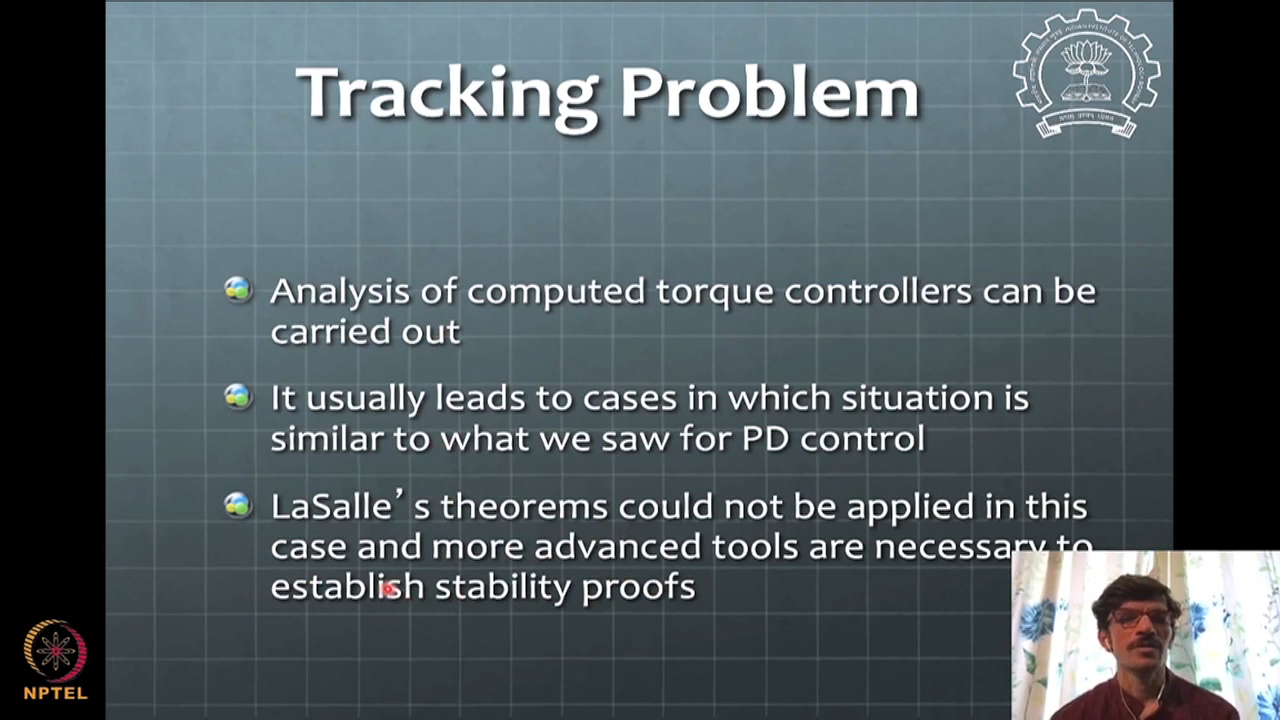 Tracking Problem
Analysis of computed torque controllers can be
carried out
It usually leads to cases in which situation is
similar to what we saw for PD control
LaSalle's theorems could not be applied in this
case and more advanced tools are necessary to
establish stability proofs
NPTEL